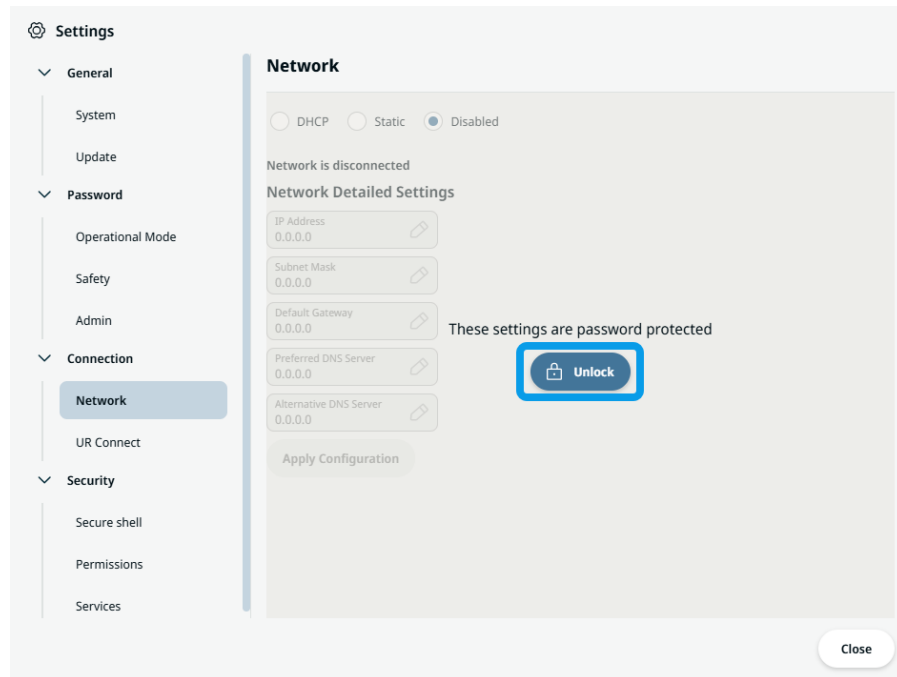 Settings
General
System
Update
Password
Operational Mode
Safety
Admin
Connection
Network
UR Connect
Security
Secure shell
Permissions
Services
Network
DHCP Static Disabled
Network is disconnected
Network Detailed Settings
IP Address
0.0.0.0
Subnet Mask
0.0.0.0
Default Gateway
0.0.0.0
Preferred DNS Server
0.0.0.0
Alternative DNS Server
0.0.0.0
Apply Configuration
These settings are password protected
Unlock
Close